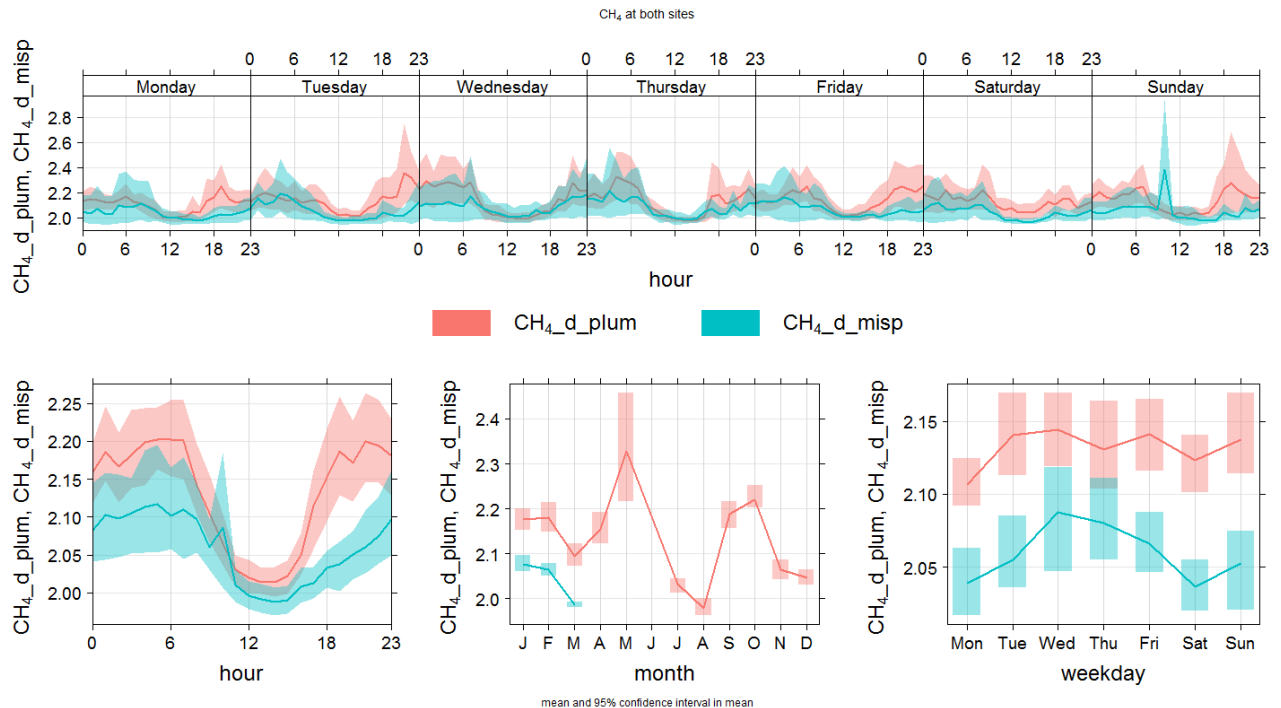 CH₄ at both sites
0 6 12 18 23 0 6 12 18 23 0 6 12 18 23
Monday Tuesday Wednesday Thursday Friday Saturday Sunday
CH₄_d_plum, CH₄_d_misp
2.8
2.6
2.4
2.2
2.0
0 6 12 18 23 0 6 12 18 23 0 6 12 18 23 0 6 12 18 23
hour
CH₄_d_plum CH₄_d_misp
CH₄_d_plum, CH₄_d_misp
2.25
2.20
2.15
2.10
2.05
2.00
0 6 12 18 23
hour
CH₄_d_plum, CH₄_d_misp
2.4
2.3
2.2
2.1
2.0
J F M A M J J A S O N D
month
CH₄_d_plum, CH₄_d_misp
2.15
2.10
2.05
Mon Tue Wed Thu Fri Sat Sun
weekday
mean and 95% confidence interval in mean